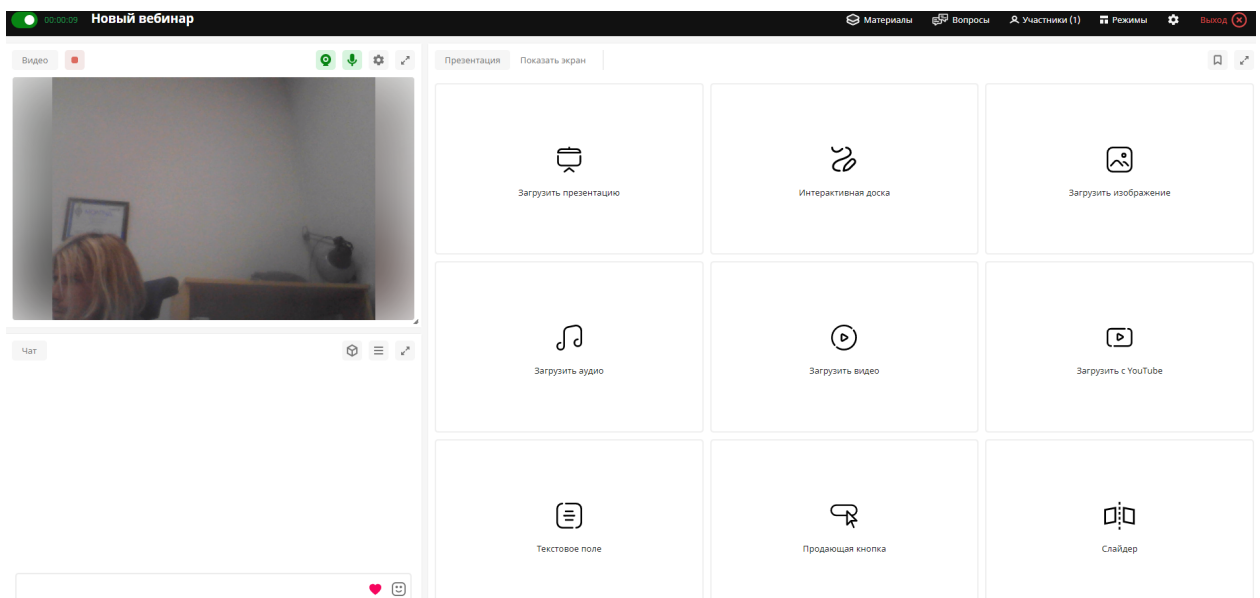 00:00:09 Новый вебинар Материалы Вопросы Участники (1) Режимы Выход
Видео
Презентация Показать экран
Загрузить презентацию Интерактивная доска Загрузить изображение
Чат
Загрузить аудио Загрузить видео Загрузить с YouTube
Текстовое поле Продающая кнопка Слайдер